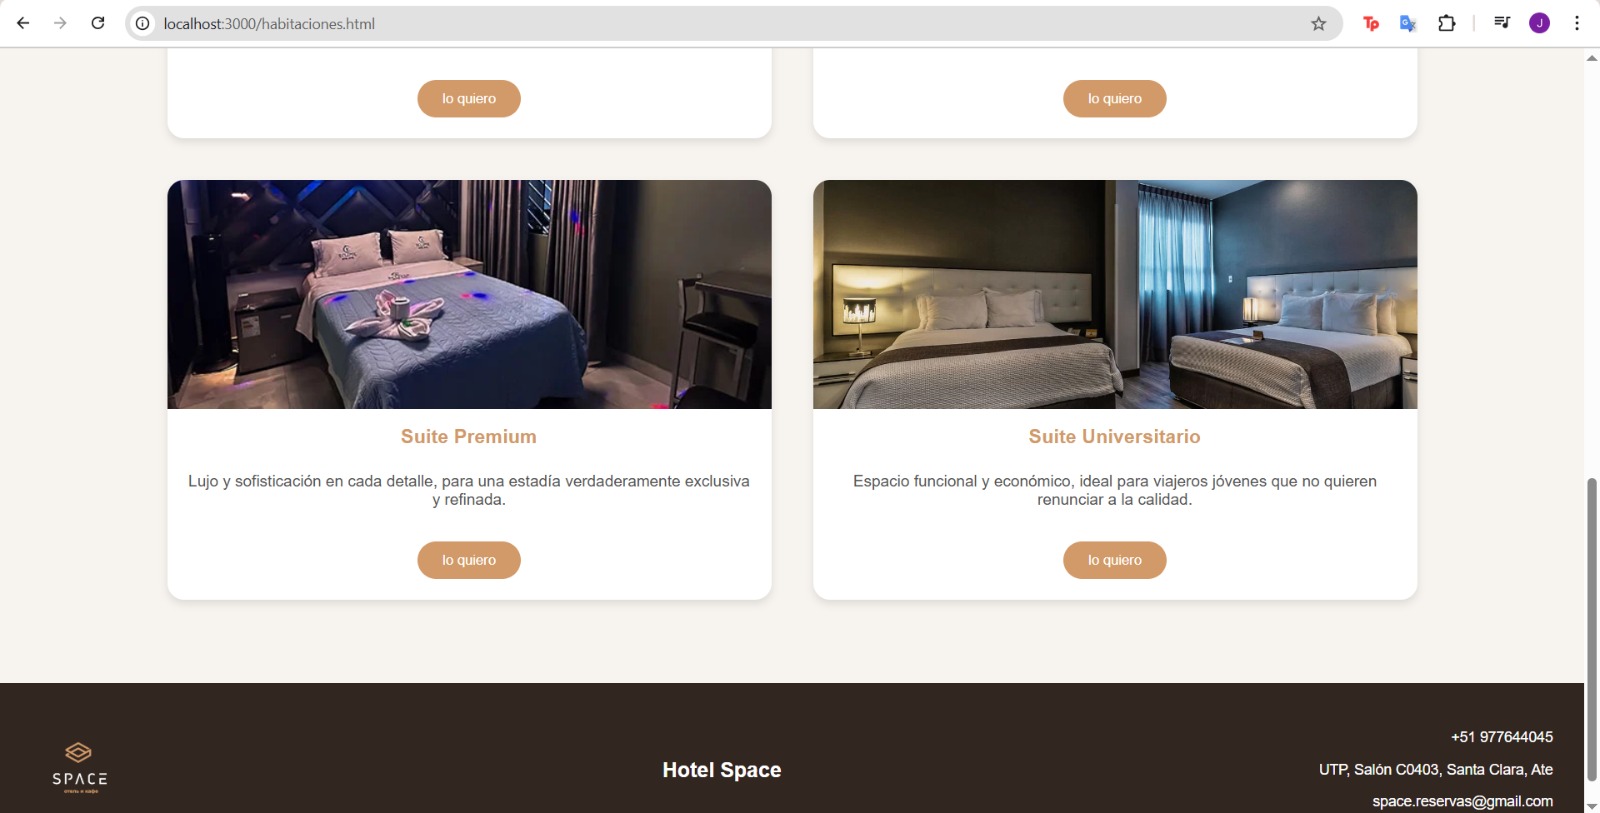 localhost:3000/habitaciones.html
lo quiero
lo quiero
Suite Premium
Lujo y sofisticación en cada detalle, para una estadía verdaderamente exclusiva
y refinada.
lo quiero
Suite Universitario
Espacio funcional y económico, ideal para viajeros jóvenes que no quieren
renunciar a la calidad.
lo quiero
SPACE
отель и кафе
Hotel Space
+51 977644045
UTP, Salón C0403, Santa Clara, Ate
space.reservas@gmail.com